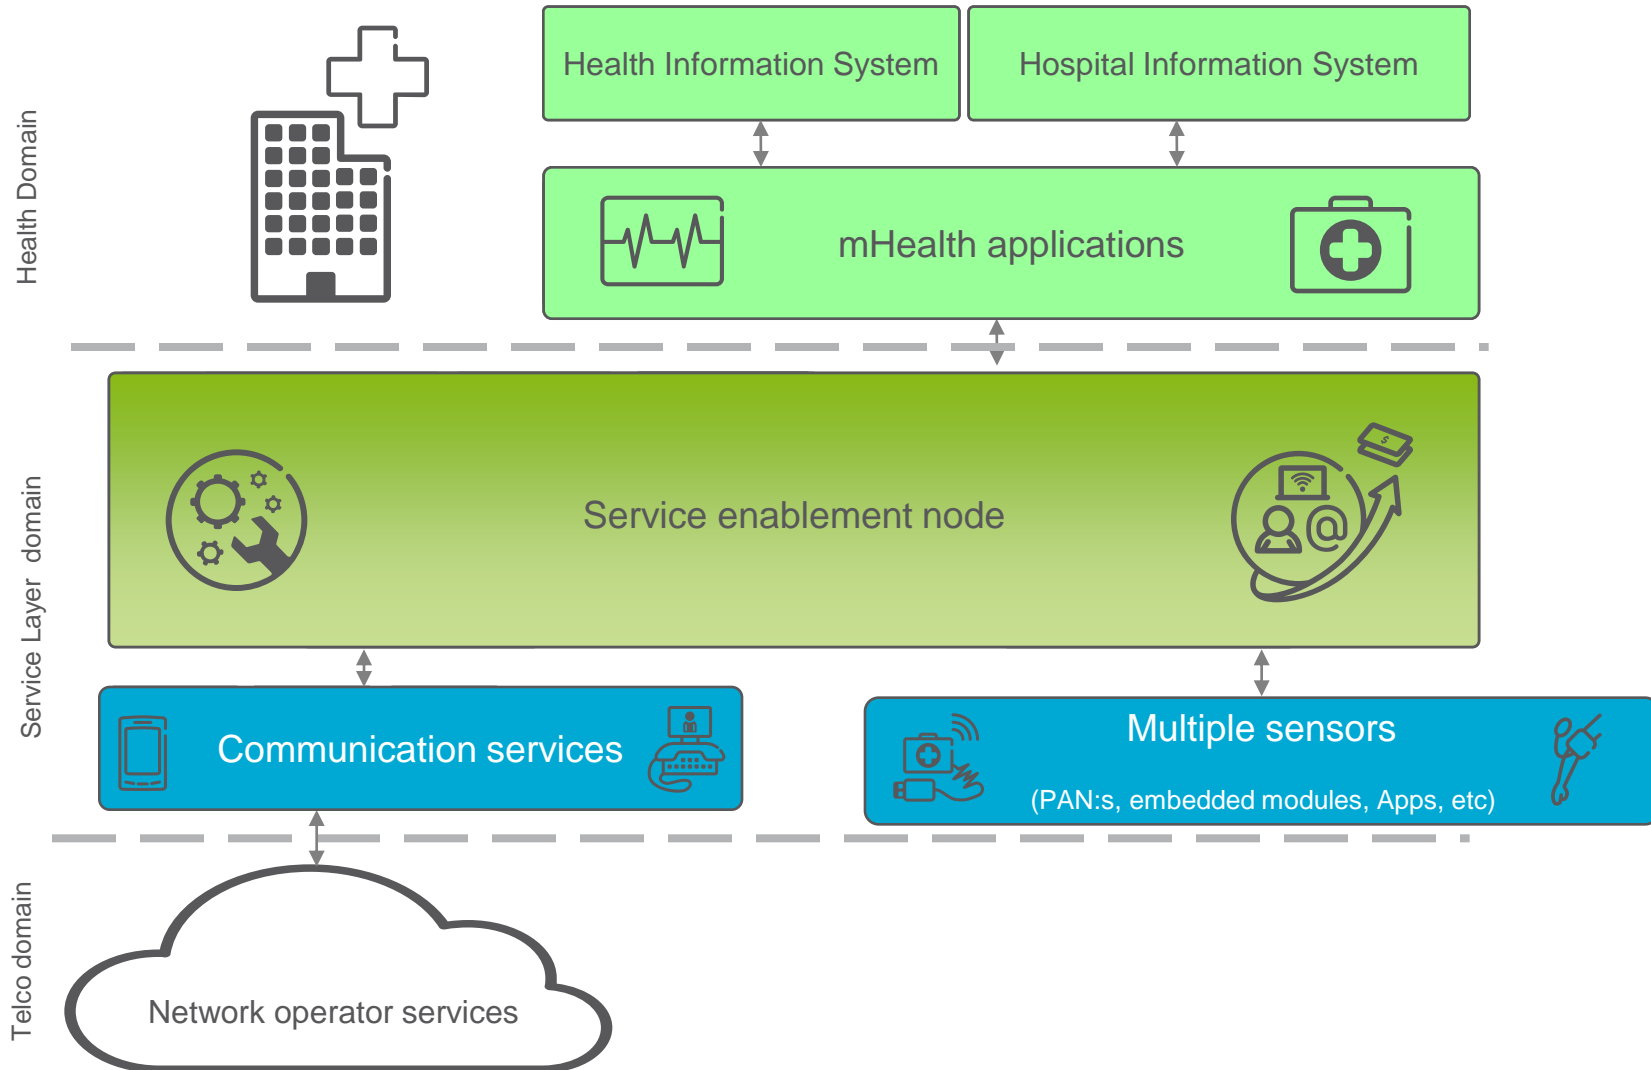 Health Information System
Hospital Information System
Health Domain
mHealth applications
$
@
Service enablement node
Service Layer domain
Communication services
Multiple sensors
(PAN:s, embedded modules, Apps, etc)
Telco domain
Network operator services